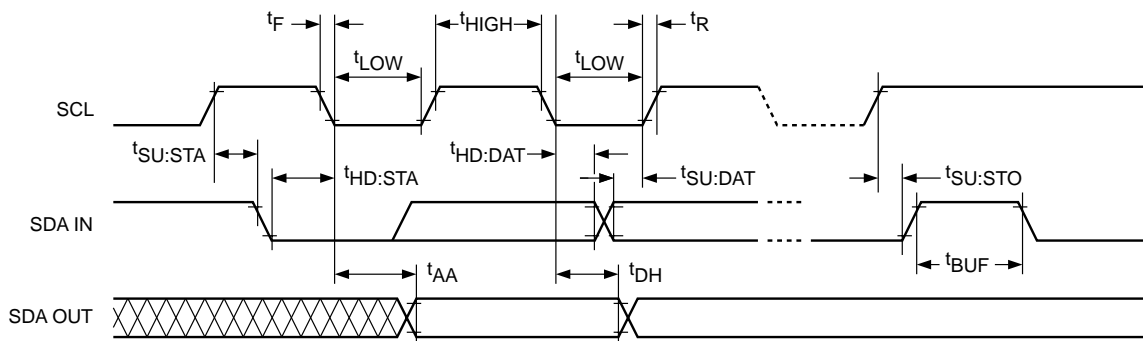 tF
tHIGH
tR
tLOW
tLOW
SCL
tSU:STA
tHD:STA
tHD:DAT
tSU:DAT
tSU:STO
SDA IN
tBUF
tAA
tDH
SDA OUT